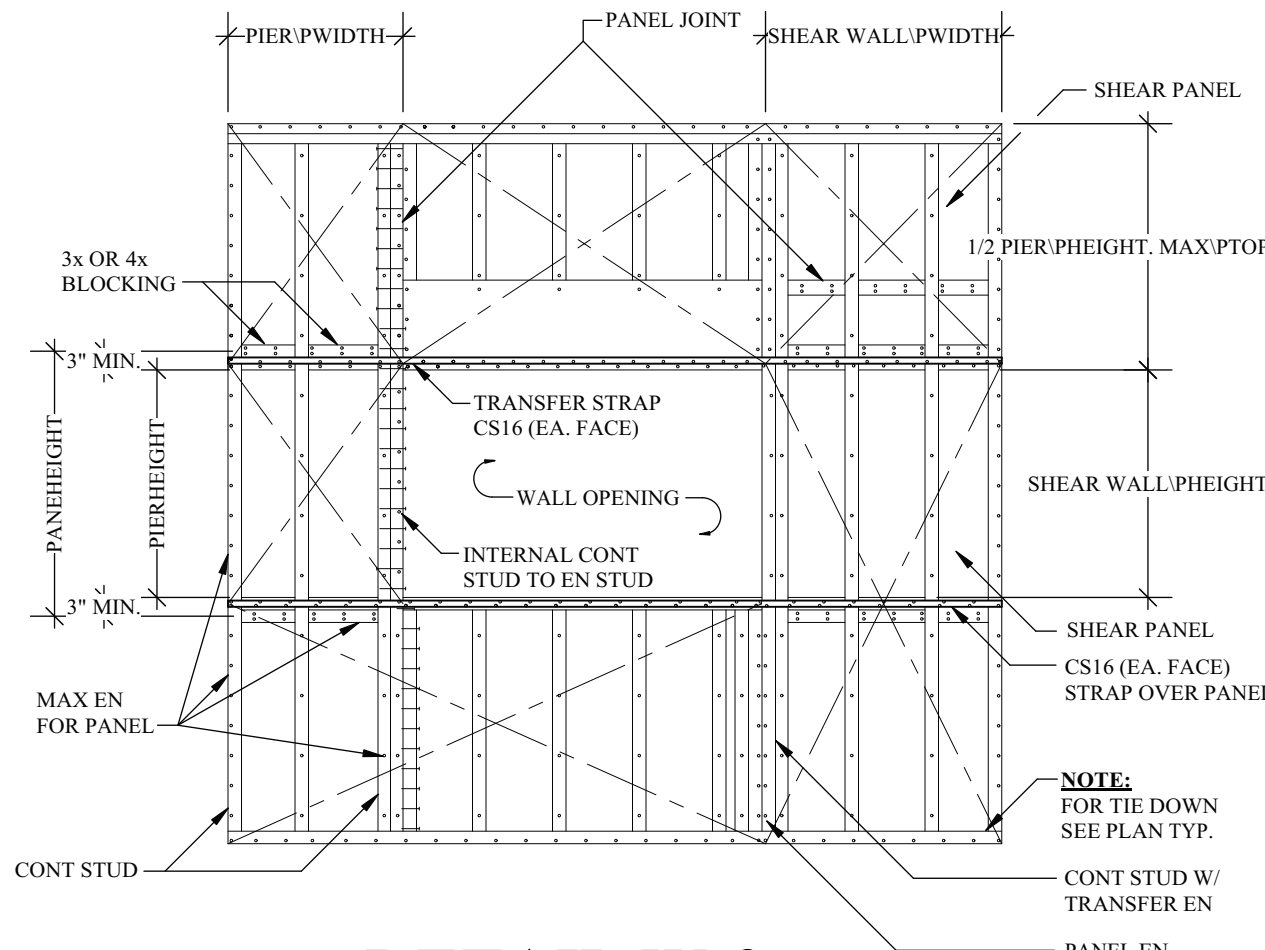 PIER\PWIDTH
PANEL JOINT
SHEAR WALL\PWIDTH
SHEAR PANEL
1/2 PIER\PHEIGHT. MAX\PTOF
3x OR 4x
BLOCKING
3" MIN.
PANEHEIGHT
PIERHEIGHT
TRANSFER STRAP
CS16 (EA. FACE)
WALL OPENING
SHEAR WALL\PHEIGHT
INTERNAL CONT
STUD TO EN STUD
3" MIN.
SHEAR PANEL
CS16 (EA. FACE)
STRAP OVER PANEL
MAX EN
FOR PANEL
NOTE:
FOR TIE DOWN
SEE PLAN TYP.
CONT STUD
CONT STUD W/
TRANSFER EN
PANEL EN